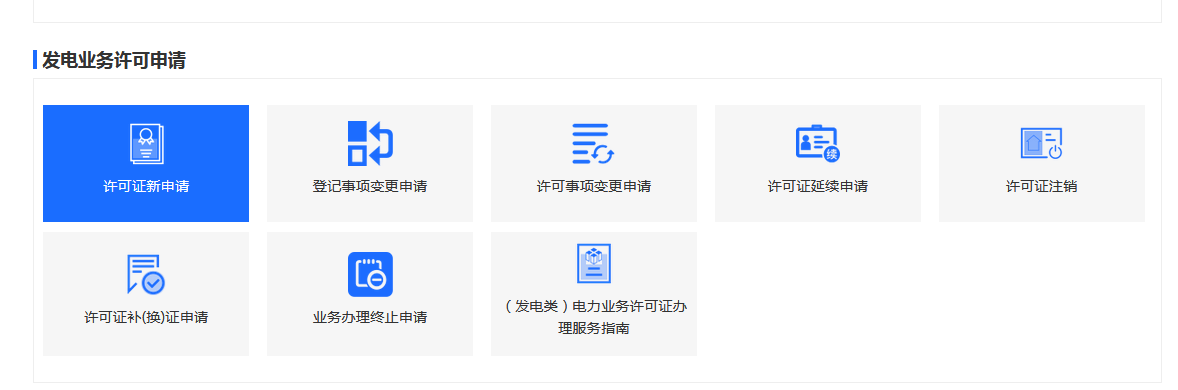 发电业务许可申请
许可证新申请
登记事项变更申请
许可事项变更申请
续
许可证延续申请
许可证注销
许可证补(换)证申请
业务办理终止申请
（发电类）电力业务许可证办
理服务指南